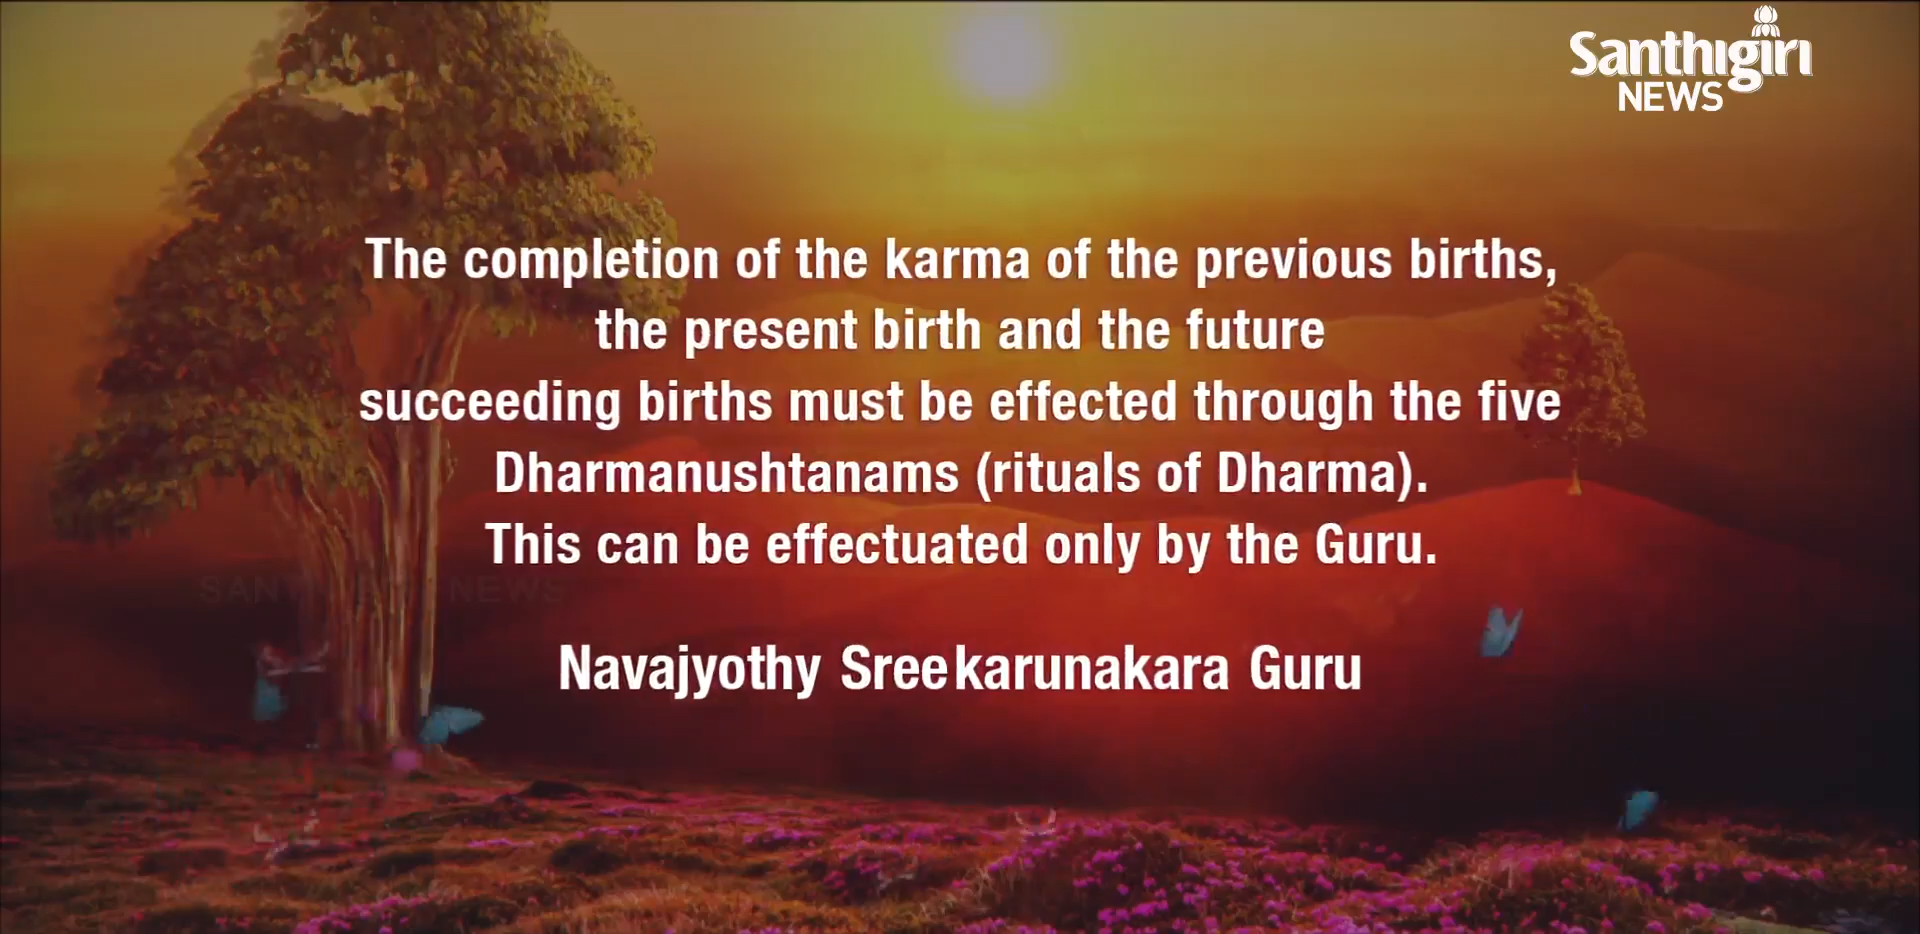 Santhigiri
NEWS
The completion of the karma of the previous births,
the present birth and the future
succeeding births must be effected through the five
Dharmanushtanams (rituals of Dharma).
This can be effectuated only by the Guru.
SANTHIGIRI NEWS
Navajyothy Sreekarunakara Guru